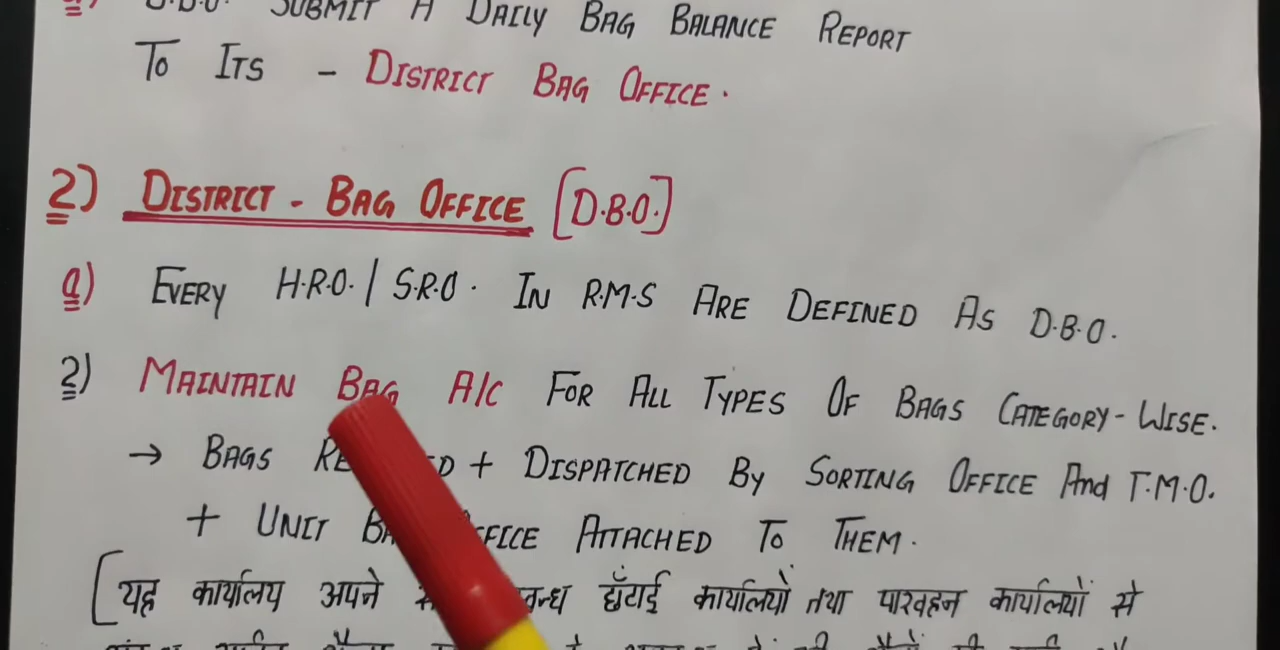 SUBMIT A DAILY BAG BALANCE REPORT
TO ITS - DISTRICT BAG OFFICE.
2) DISTRICT - BAG OFFICE [D.B.O.]
a) EVERY H.R.O. / S.R.O. IN R.M.S ARE DEFINED AS D.B.O.
2) MAINTAIN BAG A/C FOR ALL TYPES OF BAGS CATEGORY-WISE.
→ BAGS + DISPATCHED BY SORTING OFFICE And T.M.O.
+ UNIT ATTACHED TO THEM.
[यह कार्यालय अपने छँटाई कार्यालयों तथा परिवहन कार्यालयों से